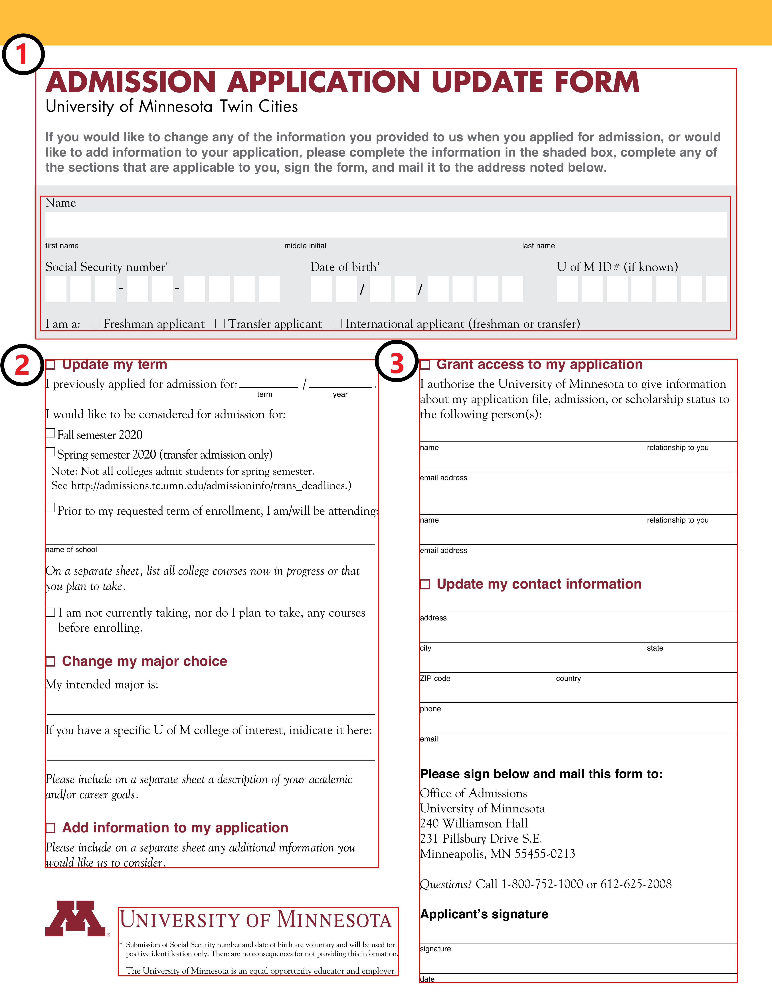 1
ADMISSION APPLICATION UPDATE FORM
University of Minnesota Twin Cities
If you would like to change any of the information you provided to us when you applied for admission, or would
like to add information to your application, please complete the information in the shaded box, complete any of
the sections that are applicable to you, sign the form, and mail it to the address noted below.
Name
first name middle initial last name
Social Security number* Date of birth* U of M ID# (if known)
- - / /
I am a: Freshman applicant Transfer applicant International applicant (freshman or transfer)
2
Update my term
I previously applied for admission for: / .
term year
I would like to be considered for admission for:
Fall semester 2020
Spring semester 2020 (transfer admission only)
Note: Not all colleges admit students for spring semester.
See http://admissions.tc.umn.edu/admissioninfo/trans_deadlines.)
Prior to my requested term of enrollment, I am/will be attending:
name of school
On a separate sheet, list all college courses now in progress or that
you plan to take.
I am not currently taking, nor do I plan to take, any courses
before enrolling.
Change my major choice
My intended major is:
If you have a specific U of M college of interest, inidicate it here:
Please include on a separate sheet a description of your academic
and/or career goals.
Add information to my application
Please include on a separate sheet any additional information you
would like us to consider.
M®
UNIVERSITY OF MINNESOTA
* Submission of Social Security number and date of birth are voluntary and will be used for
positive identification only. There are no consequences for not providing this information.
The University of Minnesota is an equal opportunity educator and employer.
3
Grant access to my application
I authorize the University of Minnesota to give information
about my application file, admission, or scholarship status to
the following person(s):
name relationship to you
email address
name relationship to you
email address
Update my contact information
address
city state
ZIP code country
phone
email
Please sign below and mail this form to:
Office of Admissions
University of Minnesota
240 Williamson Hall
231 Pillsbury Drive S.E.
Minneapolis, MN 55455-0213
Questions? Call 1-800-752-1000 or 612-625-2008
Applicant's signature
signature
date